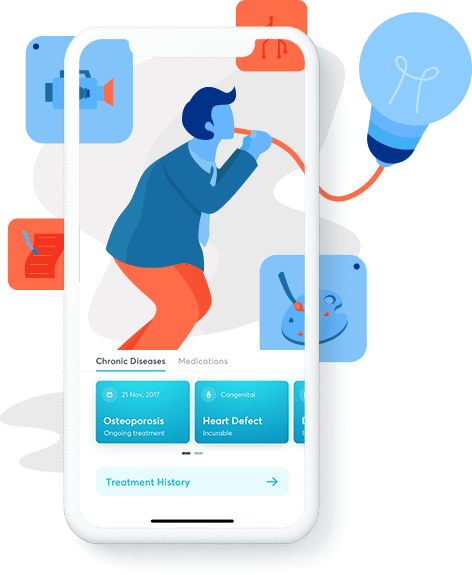 Chronic Diseases Medications
21 Nov, 2017
Osteoporosis
Ongoing treatment
Congenital
Heart Defect
Incurable
Treatment History